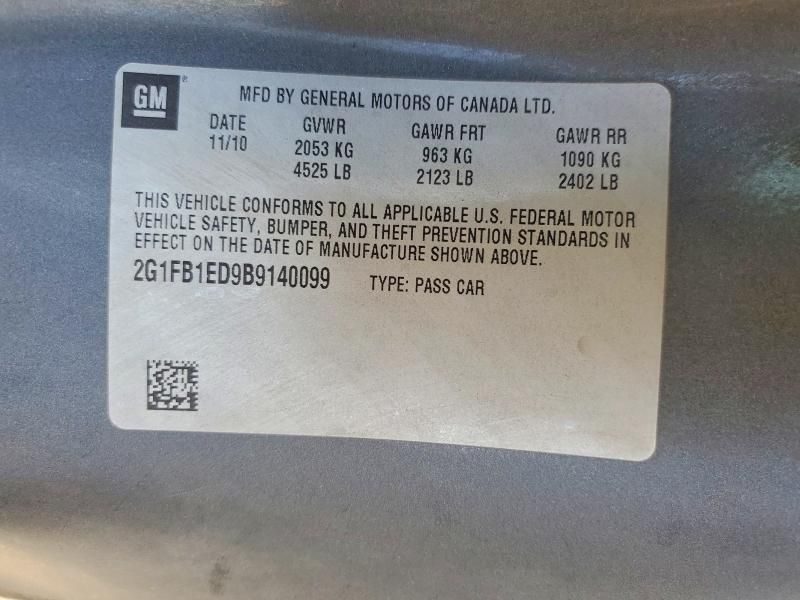 GM®
MFD BY GENERAL MOTORS OF CANADA LTD.
DATE GVWR GAWR FRT GAWR RR
11/10 2053 KG 963 KG 1090 KG
4525 LB 2123 LB 2402 LB
THIS VEHICLE CONFORMS TO ALL APPLICABLE U.S. FEDERAL MOTOR
VEHICLE SAFETY, BUMPER, AND THEFT PREVENTION STANDARDS IN
EFFECT ON THE DATE OF MANUFACTURE SHOWN ABOVE.
2G1FB1ED9B9140099 TYPE: PASS CAR